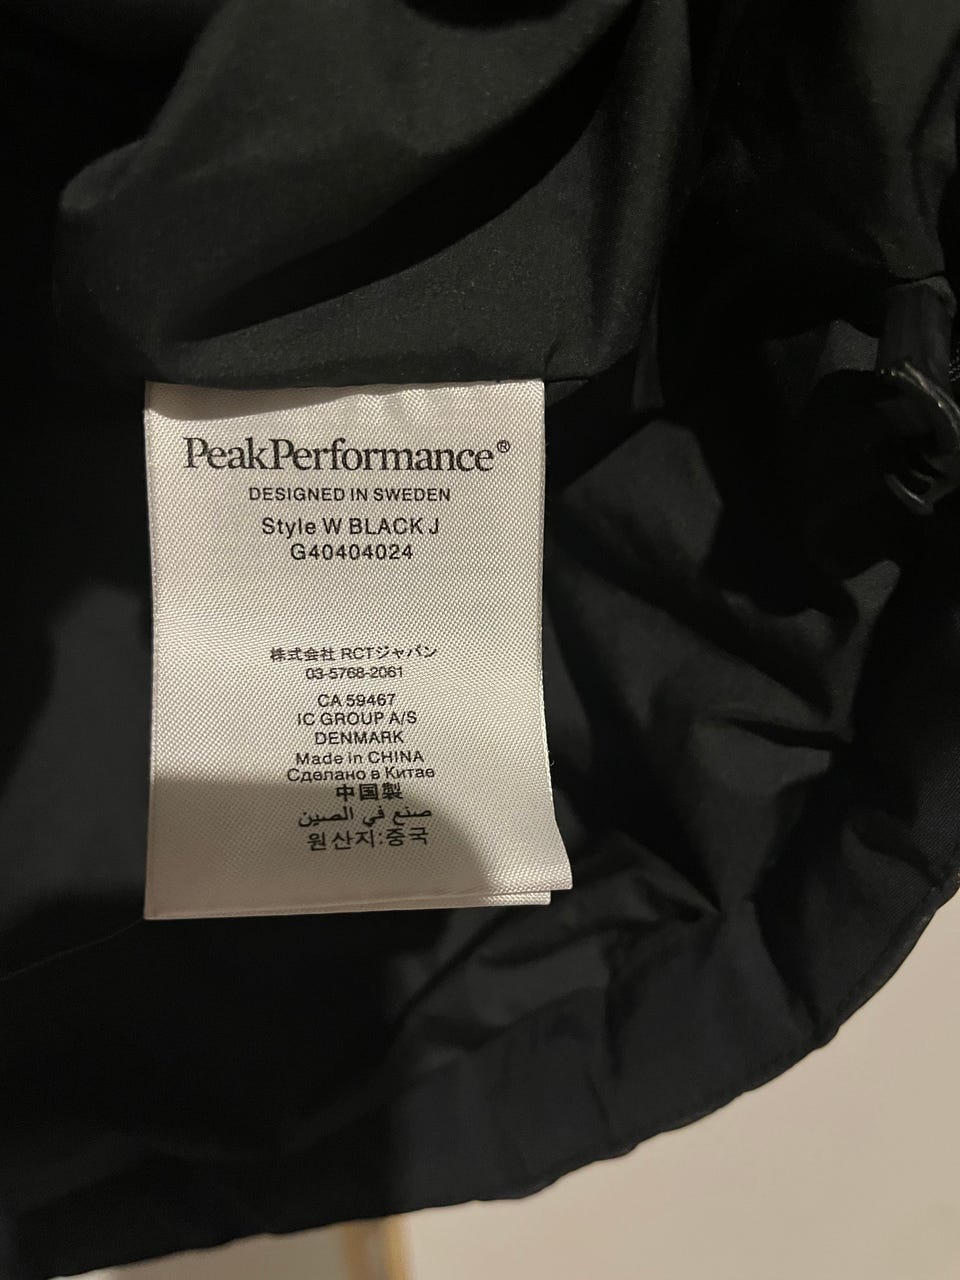 PeakPerformance®
DESIGNED IN SWEDEN
Style W BLACK J
G40404024
株式会社 RCTジャパン
03-5768-2061
CA 59467
IC GROUP A/S
DENMARK
Made in CHINA
Сделано в Китае
中国製
صنع في الصين
원산지:중국